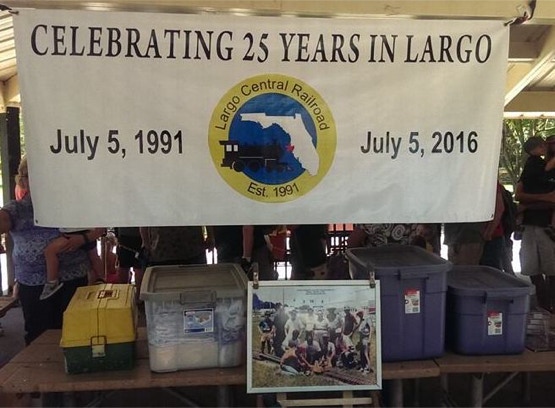 CELEBRATING 25 YEARS IN LARGO
Largo Central Railroad
July 5, 1991
July 5, 2016
Est. 1991